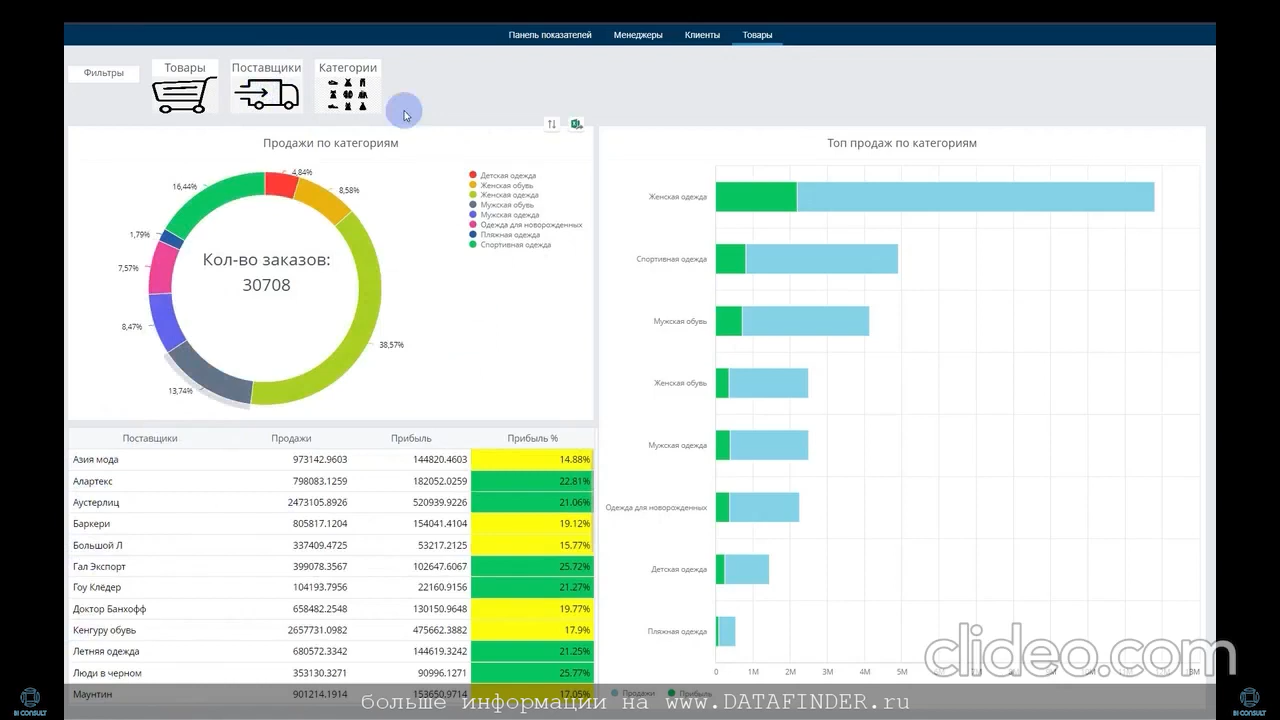 Панель показателей Менеджеры Клиенты Товары
Фильтры
Товары
Поставщики
Категории
Продажи по категориям
4,84%
8,58%
38,57%
13,74%
8,47%
7,57%
1,79%
16,44%
Кол-во заказов:
30708
Детская одежда
Женская обувь
Женская одежда
Мужская обувь
Мужская одежда
Одежда для новорожденных
Пляжная одежда
Спортивная одежда
Поставщики Продажи Прибыль Прибыль %
Азия мода 973142.9603 144820.4603 14.88%
Алартекс 798083.1259 182052.0259 22.81%
Аустерлиц 2473105.8926 520939.9226 21.06%
Баркери 805817.1204 154041.4104 19.12%
Большой Л 337409.4725 53217.2125 15.77%
Гал Экспорт 399078.3567 102647.6067 25.72%
Гоу Клёдер 104193.7956 22160.9156 21.27%
Доктор Банхофф 658482.2548 130150.9648 19.77%
Кенгуру обувь 2657731.0982 475662.3882 17.9%
Летняя одежда 680572.3342 144619.3242 21.25%
Люди в черном 353130.3271 90996.1271 25.77%
Маунтин 901214.1914 153650.9714 17.05%
Топ продаж по категориям
Женская одежда
Спортивная одежда
Мужская обувь
Женская обувь
Мужская одежда
Одежда для новорожденных
Детская одежда
Пляжная одежда
0 1M 2M 3M 4M 5M
Продажи Прибыль
clideo.com
больше информации на www.DATAFINDER.ru
BI CONSULT
BI CONSULT